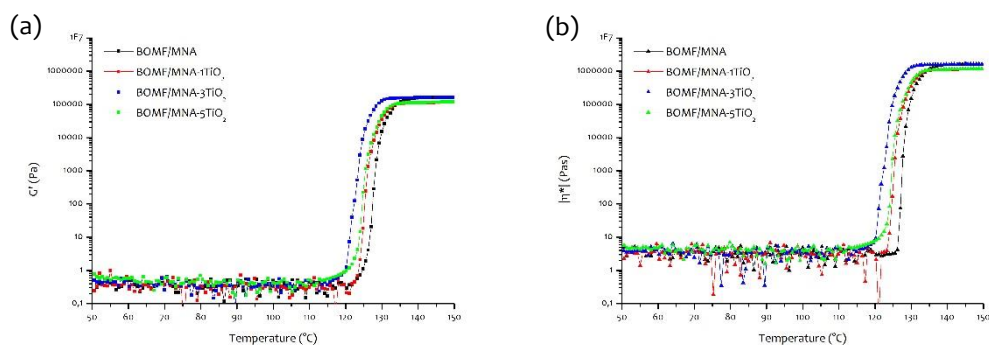 (a)
1E7
1000000
100000
10000
1000
100
10
1
0,1
G' (Pa)
BOMF/MNA
BOMF/MNA-1TiO2
BOMF/MNA-3TiO2
BOMF/MNA-5TiO2
50 60 70 80 90 100 110 120 130 140 150
Temperature (°C)
(b)
1E7
1000000
100000
10000
1000
100
10
1
0,1
|η*| (Pas)
BOMF/MNA
BOMF/MNA-1TiO2
BOMF/MNA-3TiO2
BOMF/MNA-5TiO2
50 60 70 80 90 100 110 120 130 140 150
Temperature (°C)